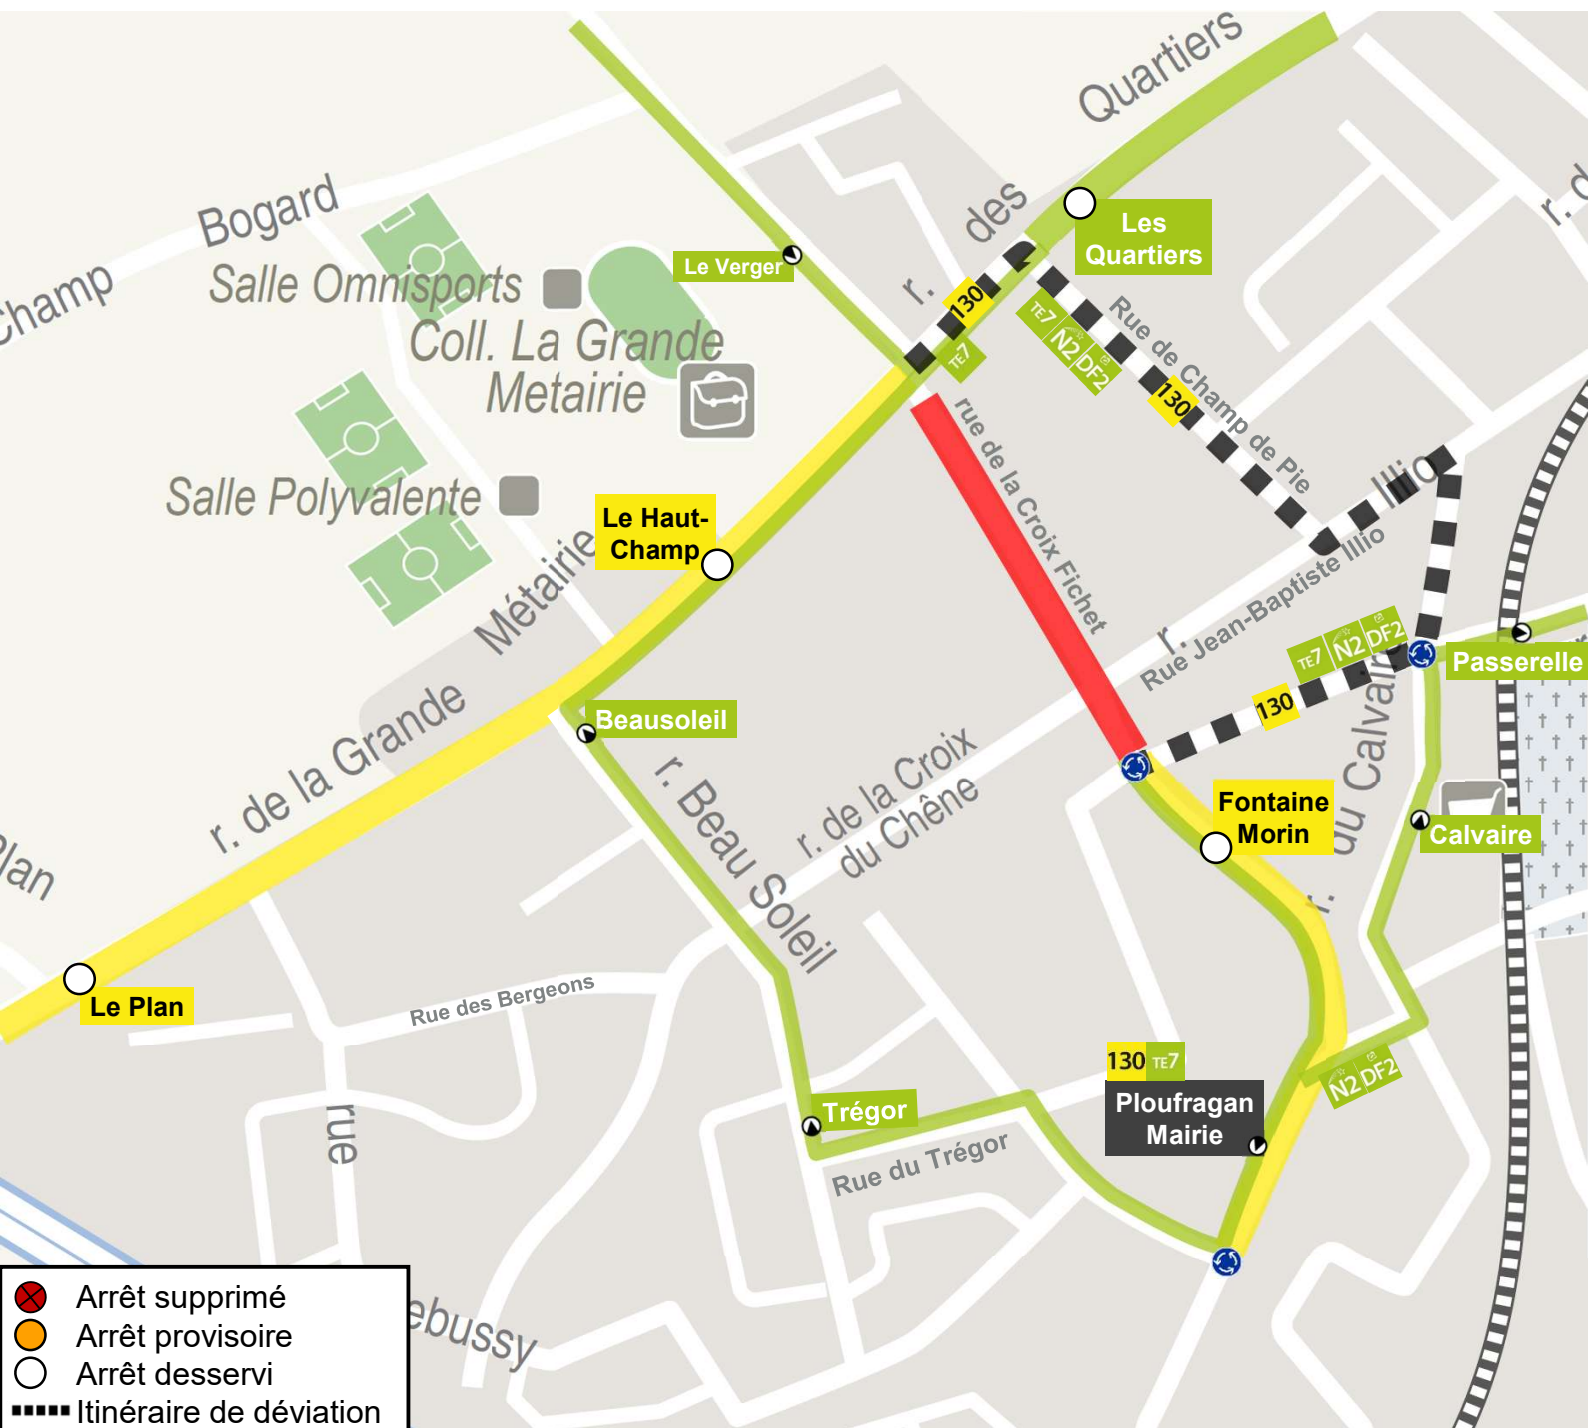 Quartiers
des
r.
r. d
Bogard
Champ
Salle Omnisports
Coll. La Grande
Metairie
Salle Polyvalente
Le Verger
Les
Quartiers
130
TE7
TE7 N2 DF2
130
Rue de Champ de Pie
rue de la Croix Fichet
Illio
r.
Rue Jean-Baptiste Illio
Le Haut-
Champ
Métairie
r. de la Grande
Beausoleil
r. Beau Soleil
r. de la Croix
du Chêne
TE7 N2 DF2
130
Passerelle
r. du Calvaire
Fontaine
Morin
Calvaire
Plan
Le Plan
Rue des Bergeons
rue
130 TE7
Ploufragan
Mairie
N2 DF2
Trégor
Rue du Trégor
ebussy
Arrêt supprimé
Arrêt provisoire
Arrêt desservi
Itinéraire de déviation